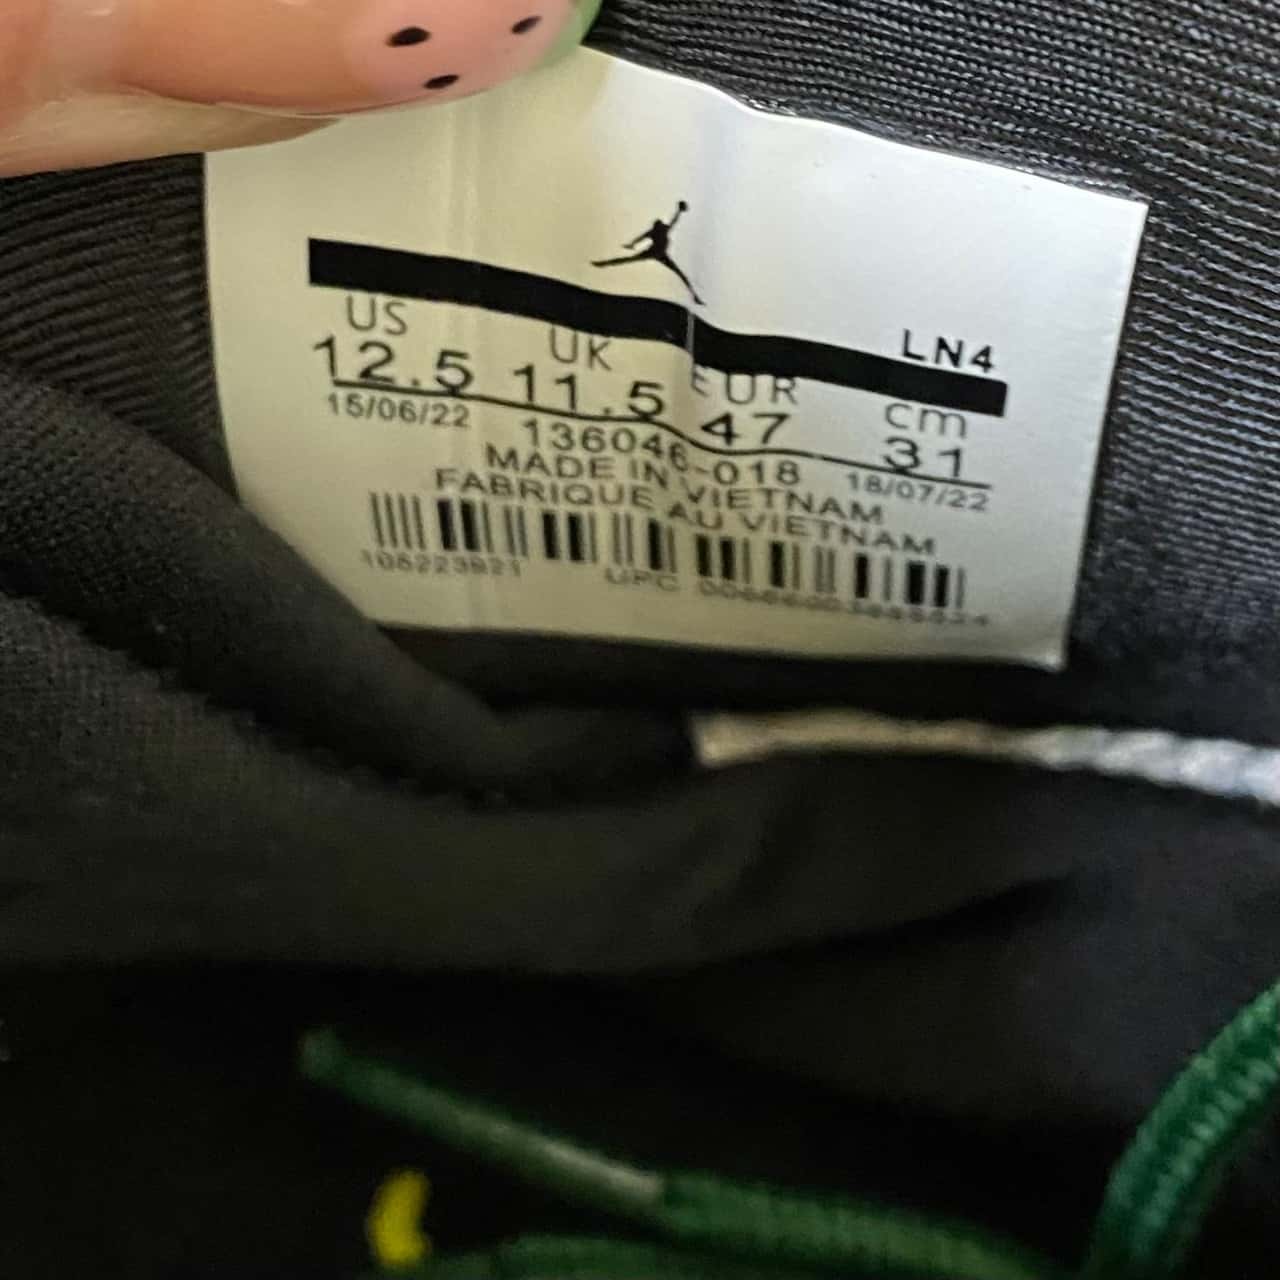 LN4
US UK EUR cm
12.5 11.5 47 31
15/06/22 136046-018 18/07/22
MADE IN VIETNAM
FABRIQUE AU VIETNAM
UPC